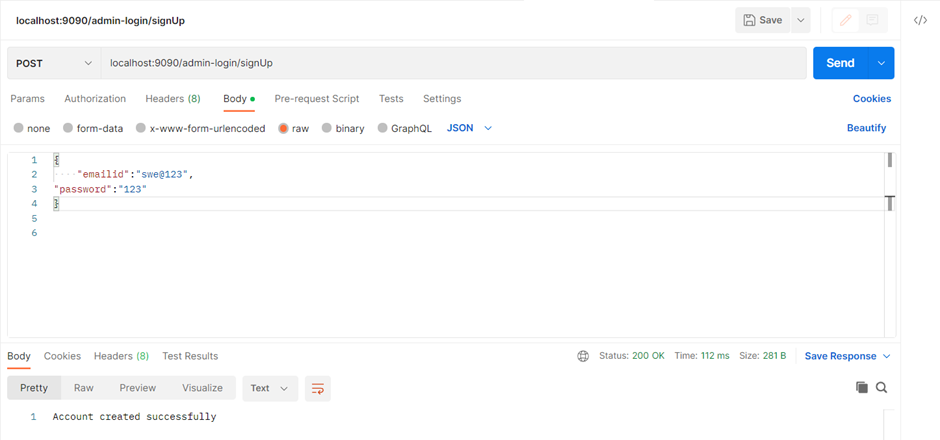 localhost:9090/admin-login/signUp
Save
POST
localhost:9090/admin-login/signUp
Send
Params Authorization Headers (8) Body Pre-request Script Tests Settings Cookies
none form-data x-www-form-urlencoded raw binary GraphQL JSON Beautify
1 {
2 ····"emailid":"swe@123",
3 "password":"123"
4 }
5
6
Body Cookies Headers (8) Test Results Status: 200 OK Time: 112 ms Size: 281 B Save Response
Pretty Raw Preview Visualize Text
1 Account created successfully